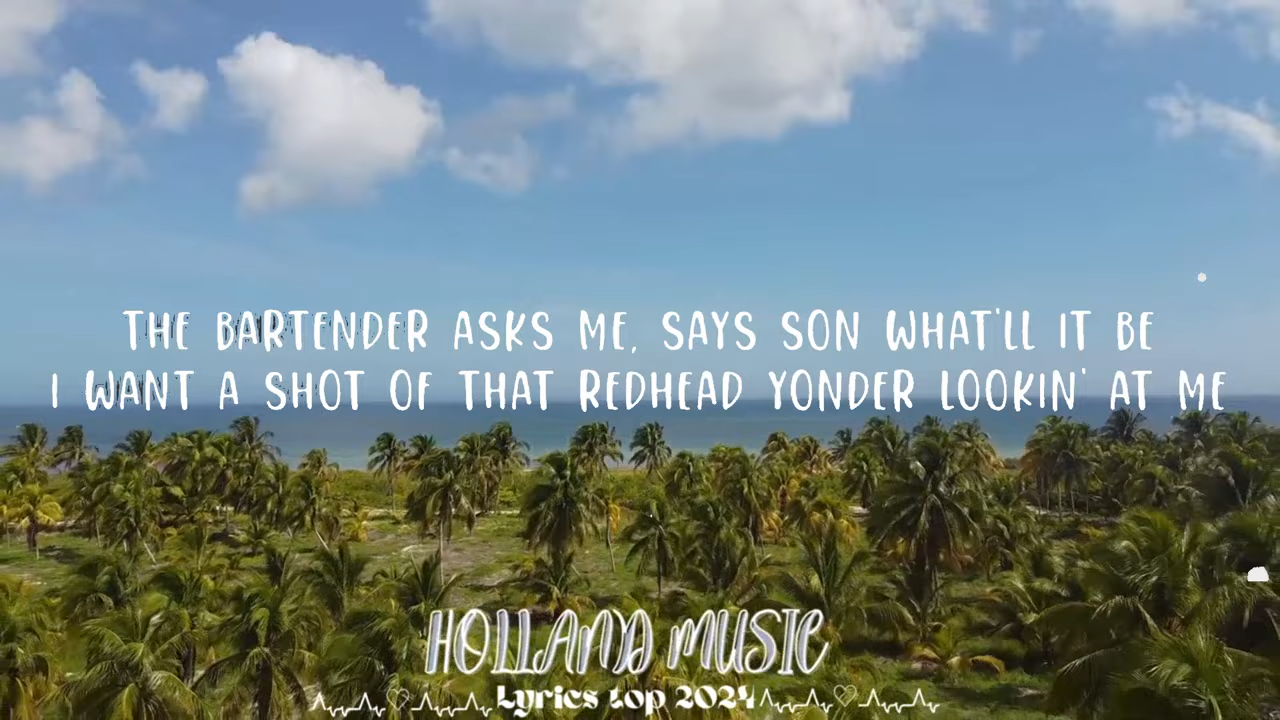 THE BARTENDER ASKS ME, SAYS SON WHAT'LL IT BE
I WANT A SHOT OF THAT REDHEAD YONDER LOOKIN' AT ME
HOLLAND MUSIC
Lyrics top 2024